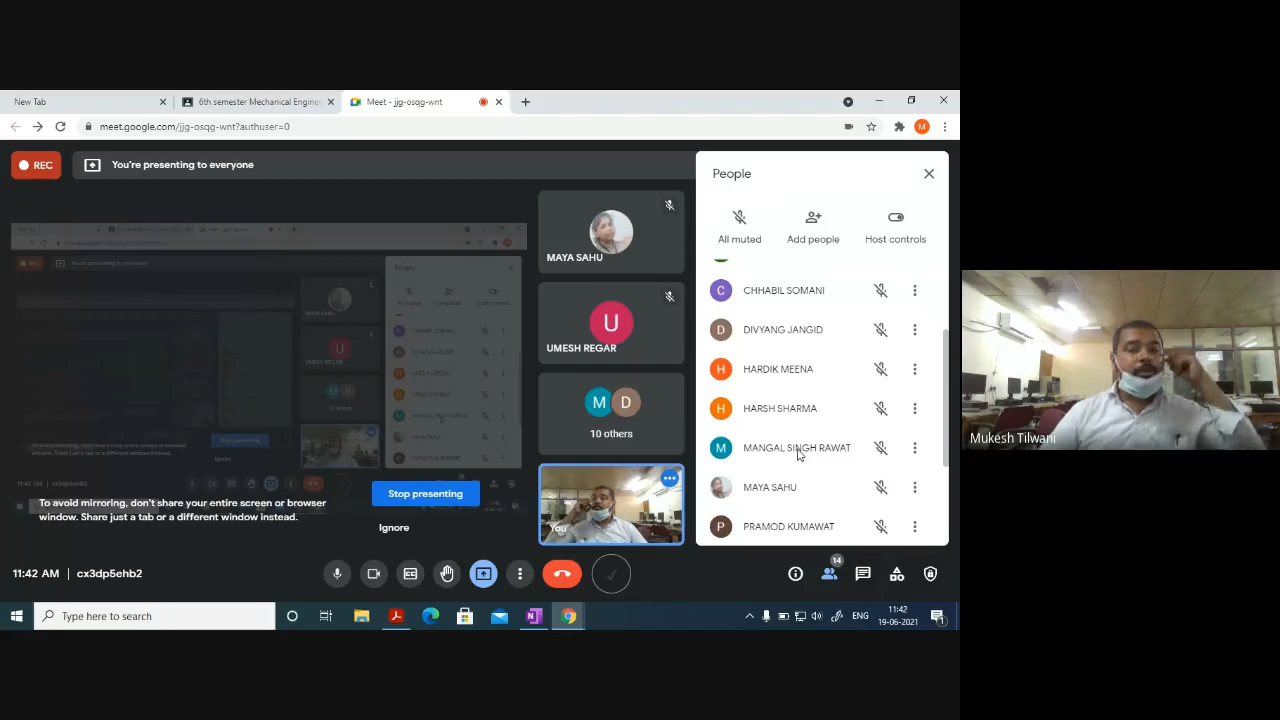 New Tab
6th semester Mechanical Engine
Meet - jjg-osqg-wnt
meet.google.com/jjg-osqg-wnt?authuser=0
M
REC
You're presenting to everyone
People
All muted
Add people
Host controls
MAYA SAHU
U
UMESH REGAR
M D
10 others
You
C CHHABIL SOMANI
D DIVYANG JANGID
H HARDIK MEENA
H HARSH SHARMA
M MANGAL SINGH RAWAT
MAYA SAHU
P PRAMOD KUMAWAT
To avoid mirroring, don't share your entire screen or browser
window. Share just a tab or a different window instead.
Stop presenting
Ignore
11:42 AM | cx3dp5ehb2
14
Type here to search
ENG
11:42
19-06-2021
1
Mukesh Tilwani